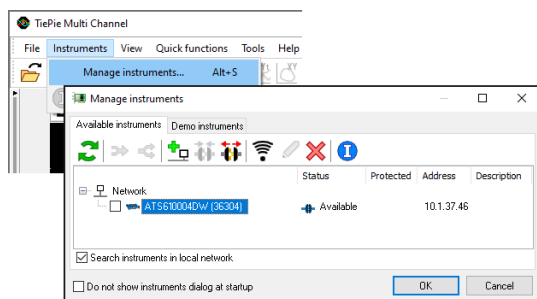 TiePie Multi Channel
File Instruments View Quick functions Tools Help
Manage instruments... Alt+S
Manage instruments
Available instruments Demo instruments
Status Protected Address Description
Network
ATS610004DW (36304) Available 10.1.37.46
Search instruments in local network
Do not show instruments dialog at startup OK Cancel